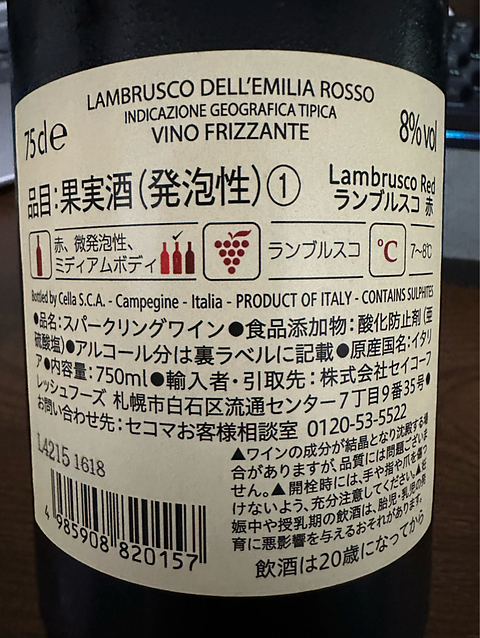 LAMBRUSCO DELL'EMILIA ROSSO
INDICAZIONE GEOGRAFICA TIPICA
75cl e VINO FRIZZANTE 8% vol
品目:果実酒(発泡性)① Lambrusco Red
ランブルスコ 赤
赤、微発泡性、
ミディアムボディ ランブルスコ ℃ 7~8℃
Bottled by Cella S.C.A. - Campegine - Italia - PRODUCT OF ITALY - CONTAINS SULPHITES
●品名:スパークリングワイン●食品添加物:酸化防止剤(亜
硫酸塩)●アルコール分は裏ラベルに記載●原産国名:イタリ
ア●内容量:750ml●輸入者・引取先:株式会社セイコーフ
レッシュフーズ 札幌市白石区流通センター7丁目9番35号●
お問い合わせ先:セコマお客様相談室 0120-53-5522
L4215 1618
▲ワインの成分が結晶となり沈殿する場
合がありますが、品質には問題ございま
せん。▲開栓時には、手や指や爪を傷つ
けないよう、充分注意してください。▲妊
娠中や授乳期の飲酒は、胎児・乳児の発
育に悪影響を与えるおそれがあります。
飲酒は20歳になってから
4 985908 820157